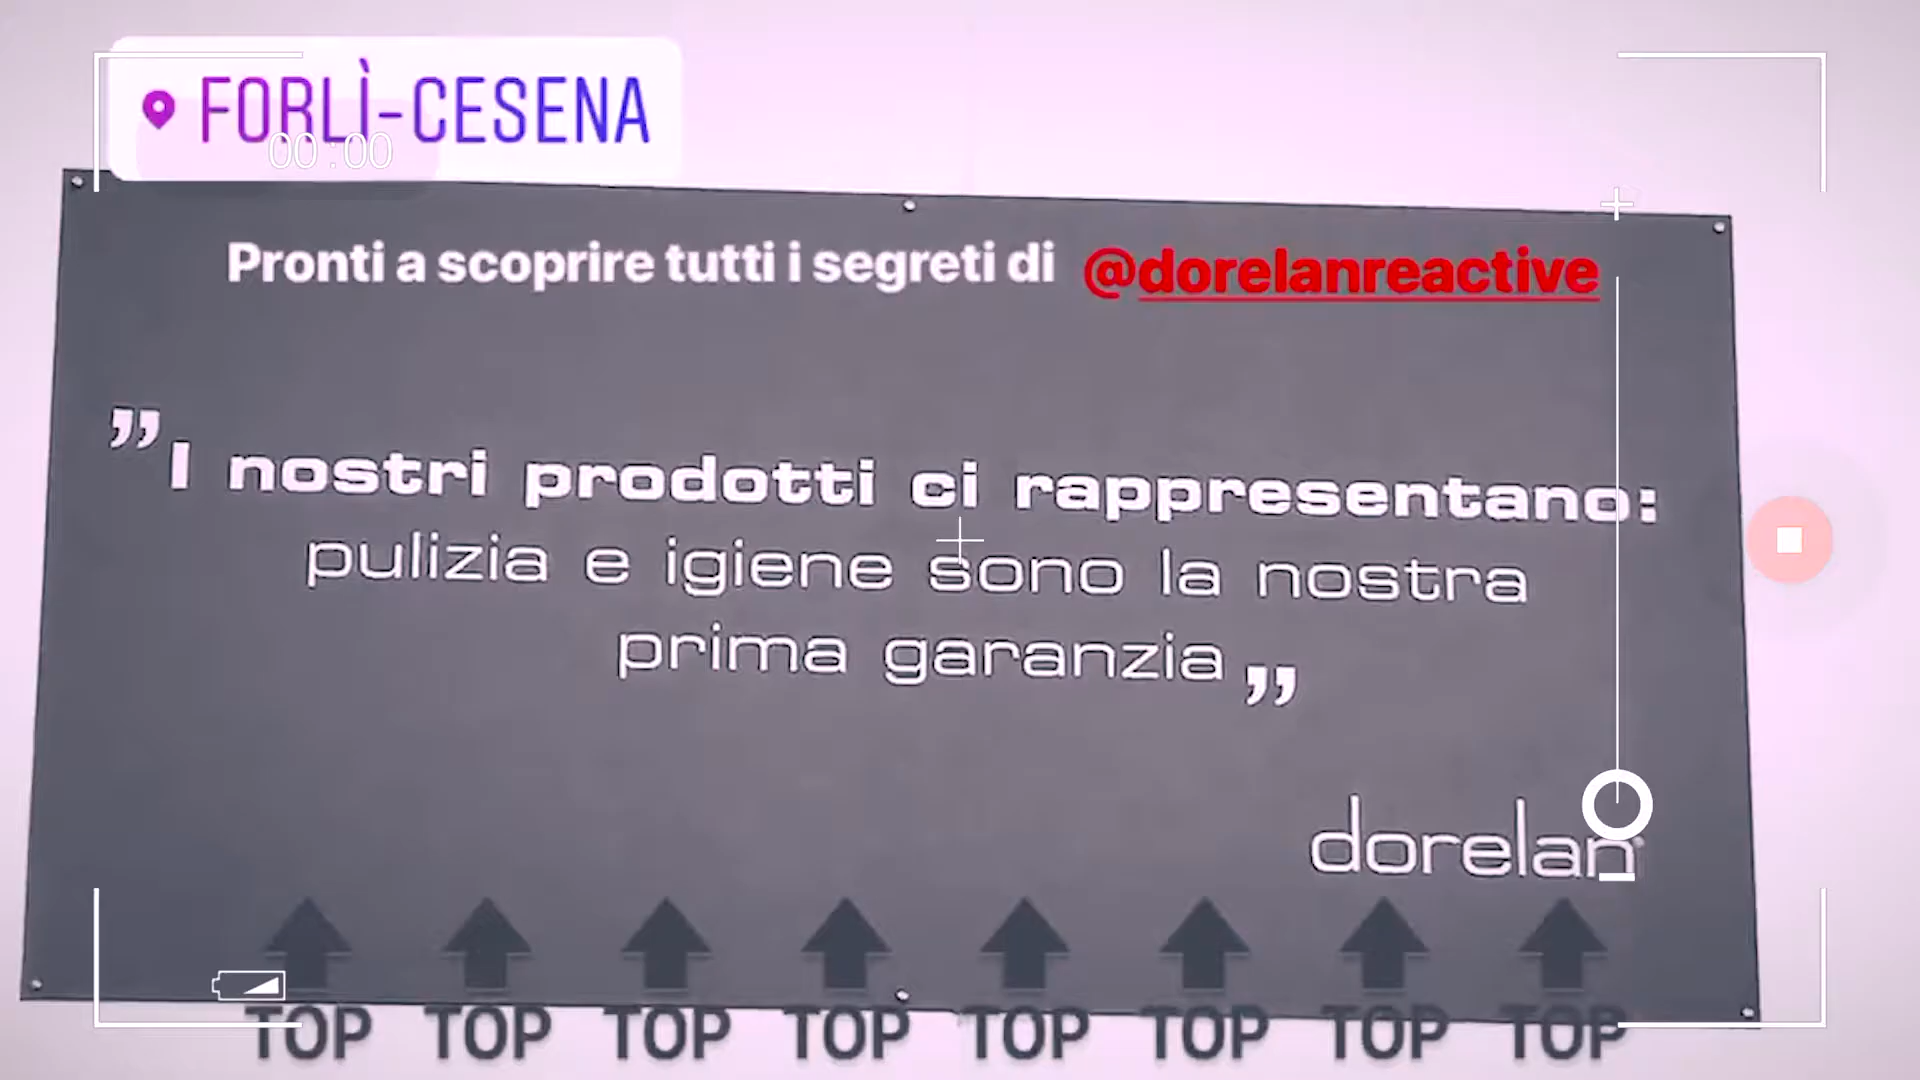 FORLÌ-CESENA
00:00
Pronti a scoprire tutti i segreti di @dorelanreactive
”I nostri prodotti ci rappresentano:
pulizia e igiene sono la nostra
prima garanzia”
dorelan
TOP TOP TOP TOP TOP TOP TOP TOP